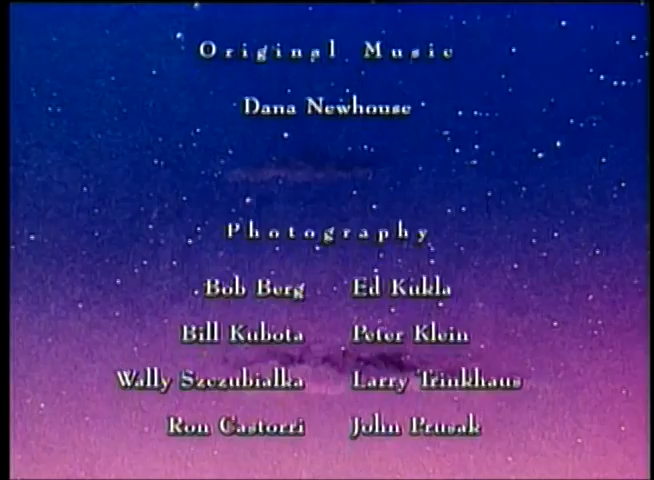 Original Music
Dana Newhouse
Photography
Bob Berg Ed Kukla
Bill Kubota Peter Klein
Wally Szczubialka Larry Trinkhaus
Ron Castorri John Prusak